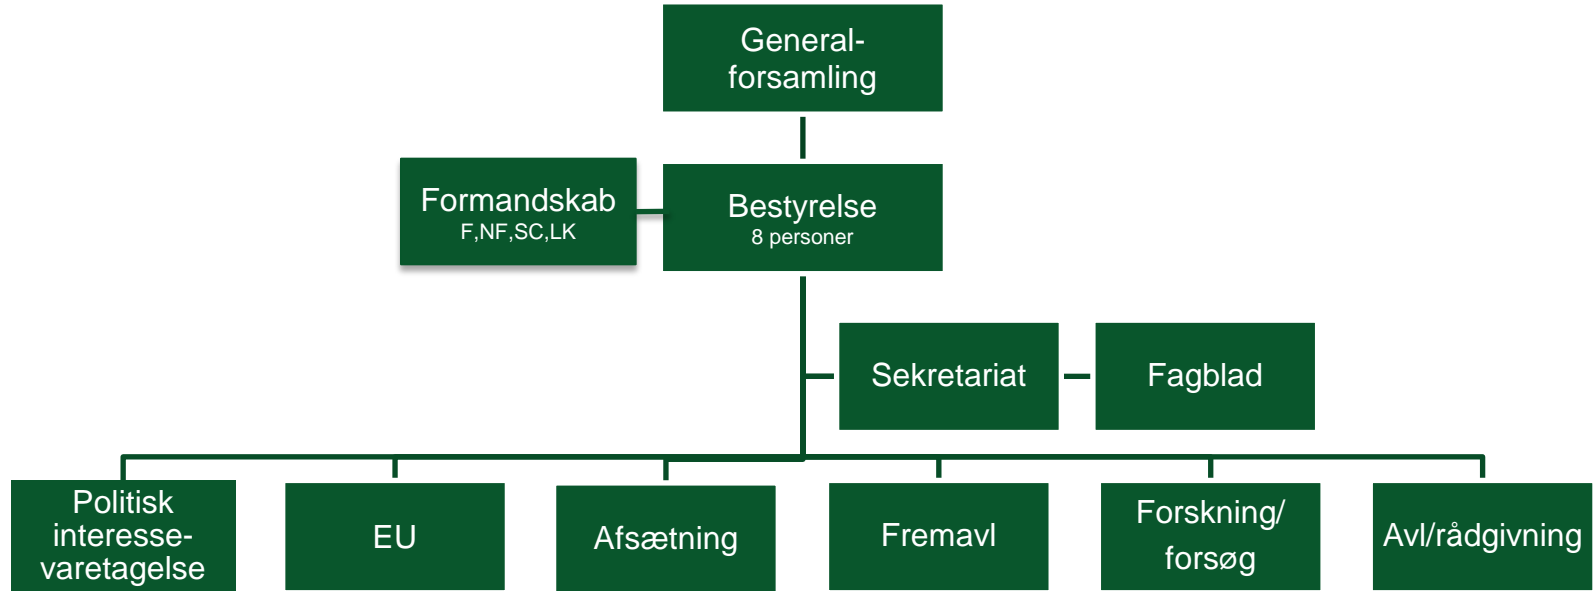 General-
forsamling
Formandskab
F,NF,SC,LK
Bestyrelse
8 personer
Sekretariat
Fagblad
Politisk
interesse-
varetagelse
EU
Afsætning
Fremavl
Forskning/
forsøg
Avl/rådgivning